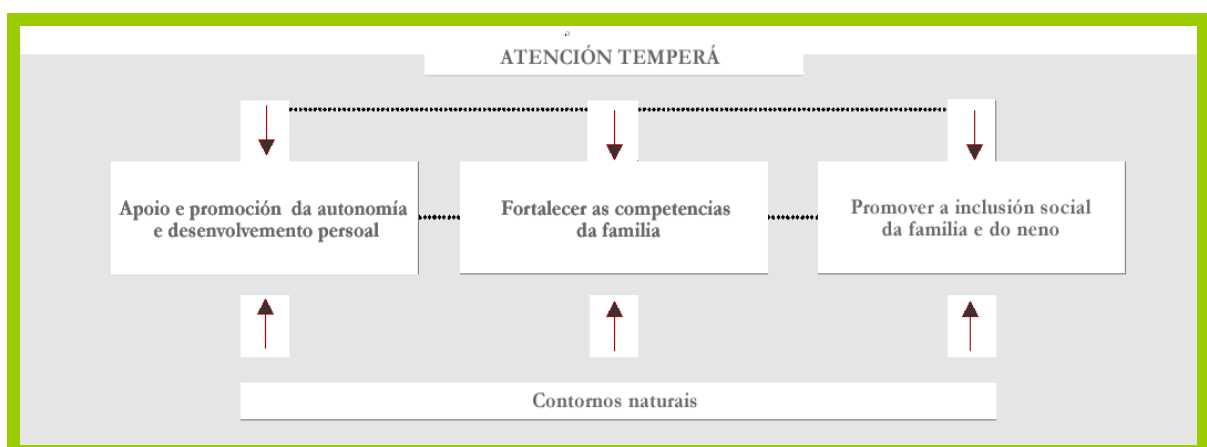 ATENCIÓN TEMPERÁ
Apoio e promoción da autonomía
e desenvolvemento persoal
Fortalecer as competencias
da familia
Promover a inclusión social
da familia e do neno
Contornos naturais